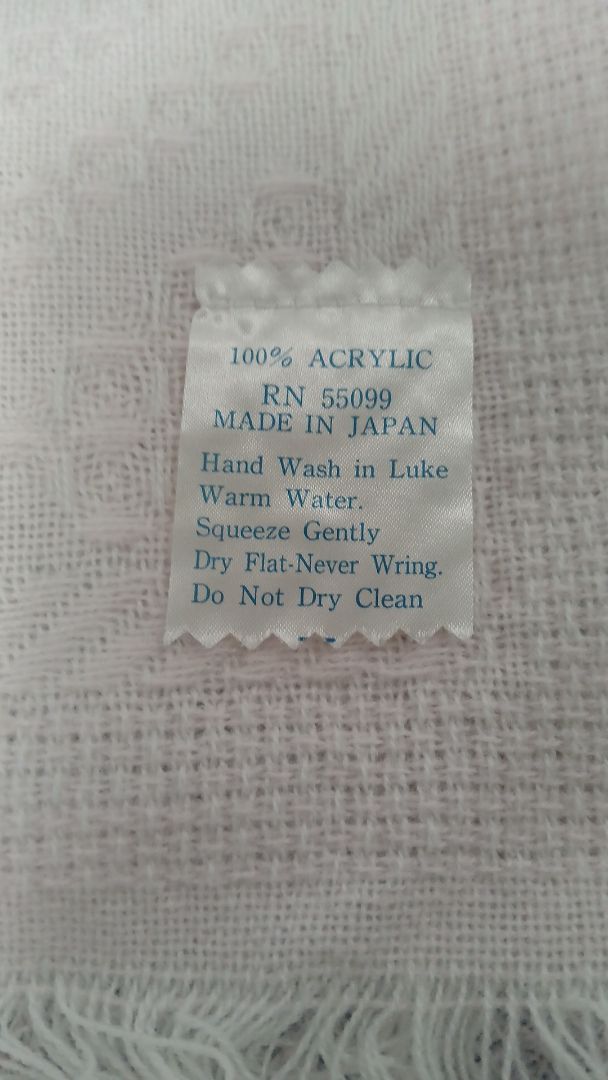 100% ACRYLIC
RN 55099
MADE IN JAPAN
Hand Wash in Luke
Warm Water.
Squeeze Gently
Dry Flat-Never Wring.
Do Not Dry Clean